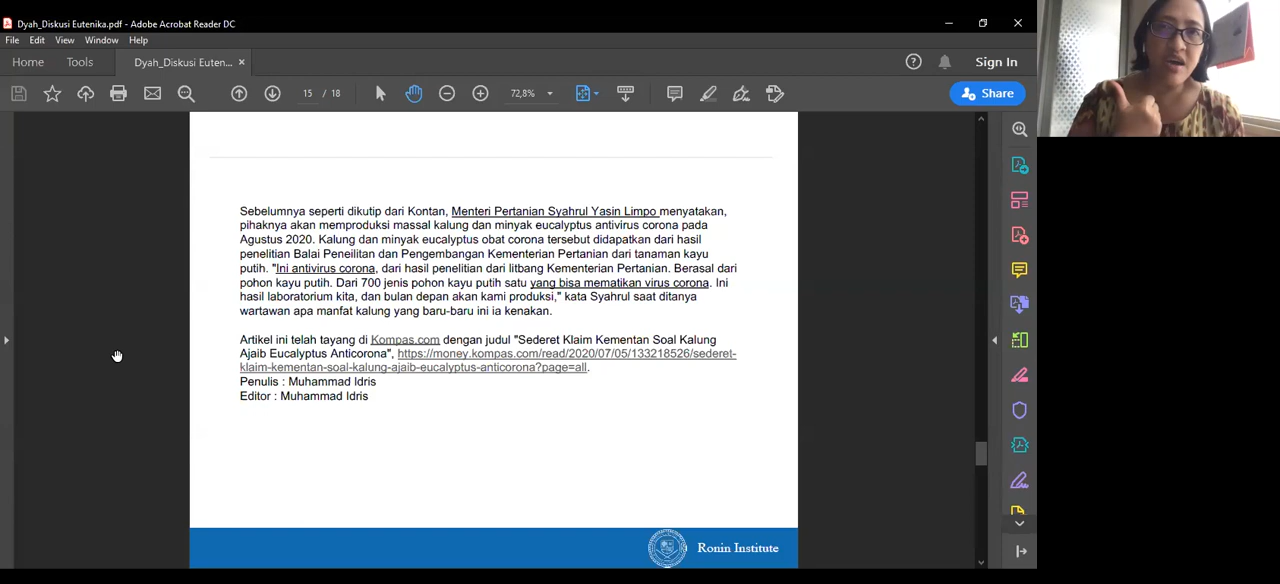 Dyah_Diskusi Eutenika.pdf - Adobe Acrobat Reader DC
File Edit View Window Help
Home Tools Dyah_Diskusi Euten... ×
Sign In
15 / 18 72,8% Share
Sebelumnya seperti dikutip dari Kontan, Menteri Pertanian Syahrul Yasin Limpo menyatakan,
pihaknya akan memproduksi massal kalung dan minyak eucalyptus antivirus corona pada
Agustus 2020. Kalung dan minyak eucalyptus obat corona tersebut didapatkan dari hasil
penelitian Balai Peneilitan dan Pengembangan Kementerian Pertanian dari tanaman kayu
putih. "Ini antivirus corona, dari hasil penelitian dari litbang Kementerian Pertanian. Berasal dari
pohon kayu putih. Dari 700 jenis pohon kayu putih satu yang bisa mematikan virus corona. Ini
hasil laboratorium kita, dan bulan depan akan kami produksi," kata Syahrul saat ditanya
wartawan apa manfat kalung yang baru-baru ini ia kenakan.
Artikel ini telah tayang di Kompas.com dengan judul "Sederet Klaim Kementan Soal Kalung
Ajaib Eucalyptus Anticorona", https://money.kompas.com/read/2020/07/05/133218526/sederet-
klaim-kementan-soal-kalung-ajaib-eucalyptus-anticorona?page=all.
Penulis : Muhammad Idris
Editor : Muhammad Idris
Ronin Institute